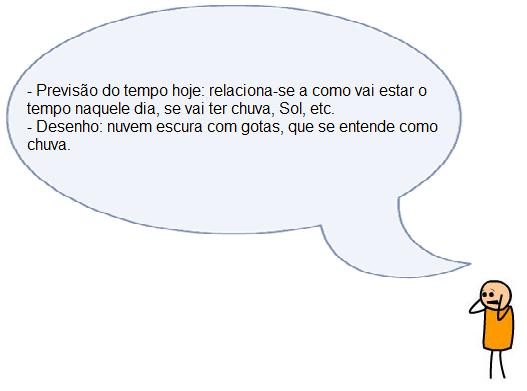 - Previsão do tempo hoje: relaciona-se a como vai estar o
tempo naquele dia, se vai ter chuva, Sol, etc.
- Desenho: nuvem escura com gotas, que se entende como
chuva.